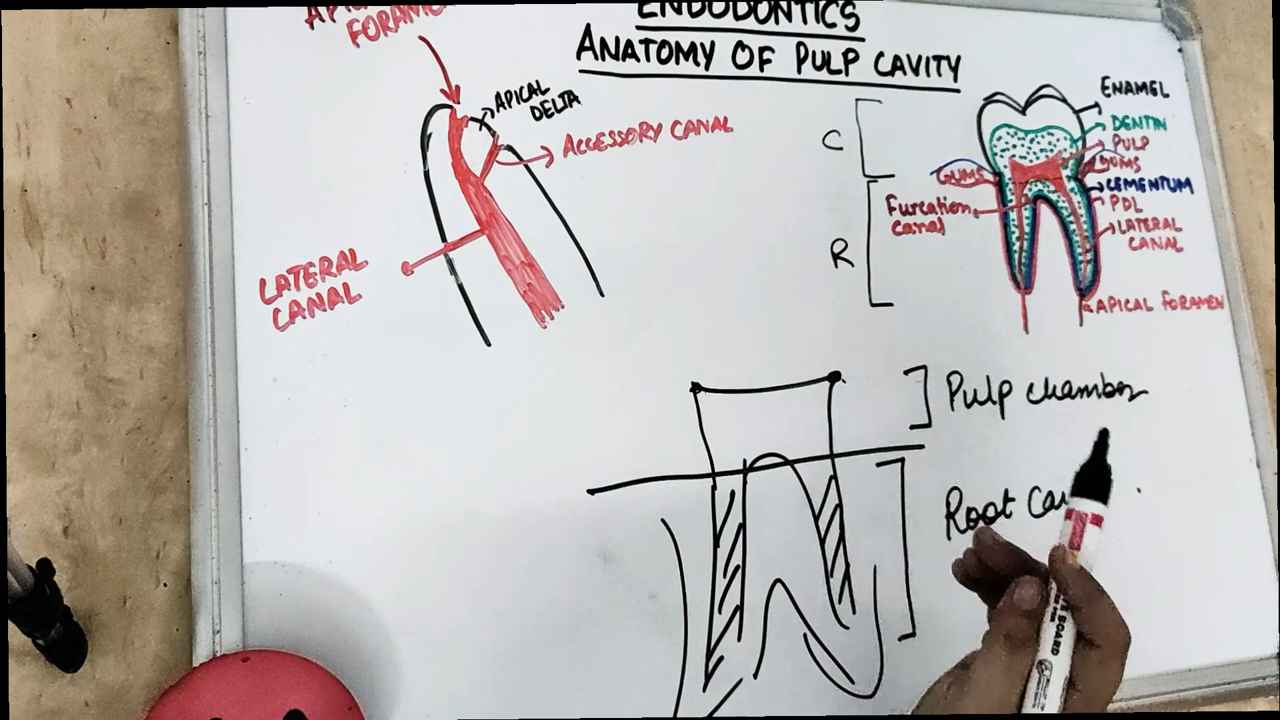 ENDODONTICS
ANATOMY OF PULP CAVITY
APICAL
DELTA
ACCESSORY CANAL
LATERAL
CANAL
C
R
ENAMEL
DENTIN
PULP
GUMS
GUMS
CEMENTUM
PDL
Furcation
canal
LATERAL
CANAL
APICAL FORAMEN
Pulp chamber
Root
BOARD